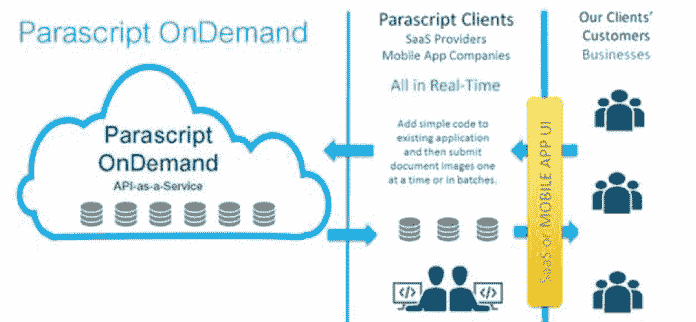 Parascript OnDemand
Parascript
OnDemand
API-as-a-Service
Parascript Clients
SaaS Providers
Mobile App Companies
All in Real-Time
Add simple code to
existing application
and then submit
document images one
at a time or in batches.
</>
</>
SaaS or MOBILE APP UI
Our Clients'
Customers
Businesses